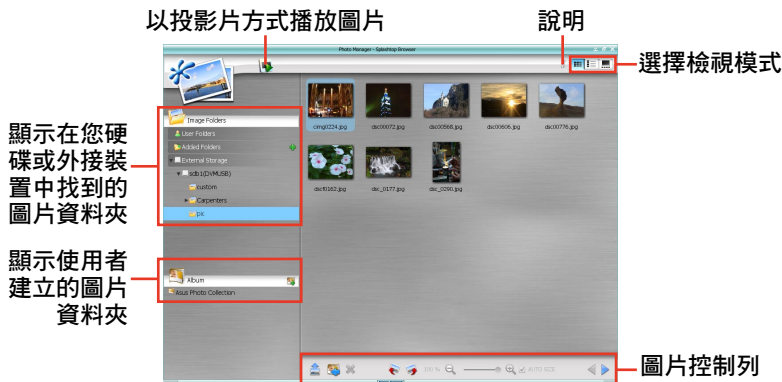 以投影片方式播放圖片
說明
Photo Manager - Splashtop Browser
選擇檢視模式
顯示在您硬
碟或外接裝
置中找到的
圖片資料夾
Image Folders
User Folders
Added Folders
External Storage
sdb1(DVMUSB)
custom
Carpenters
pic
cimg0224.jpg
dsc00072.jpg
dsc00568.jpg
dsc00606.jpg
dsc00776.jpg
dscf0162.jpg
dsc_0177.jpg
dsc_0290.jpg
顯示使用者
建立的圖片
資料夾
Album
Asus Photo Collection
100 %
AUTO SIZE
圖片控制列